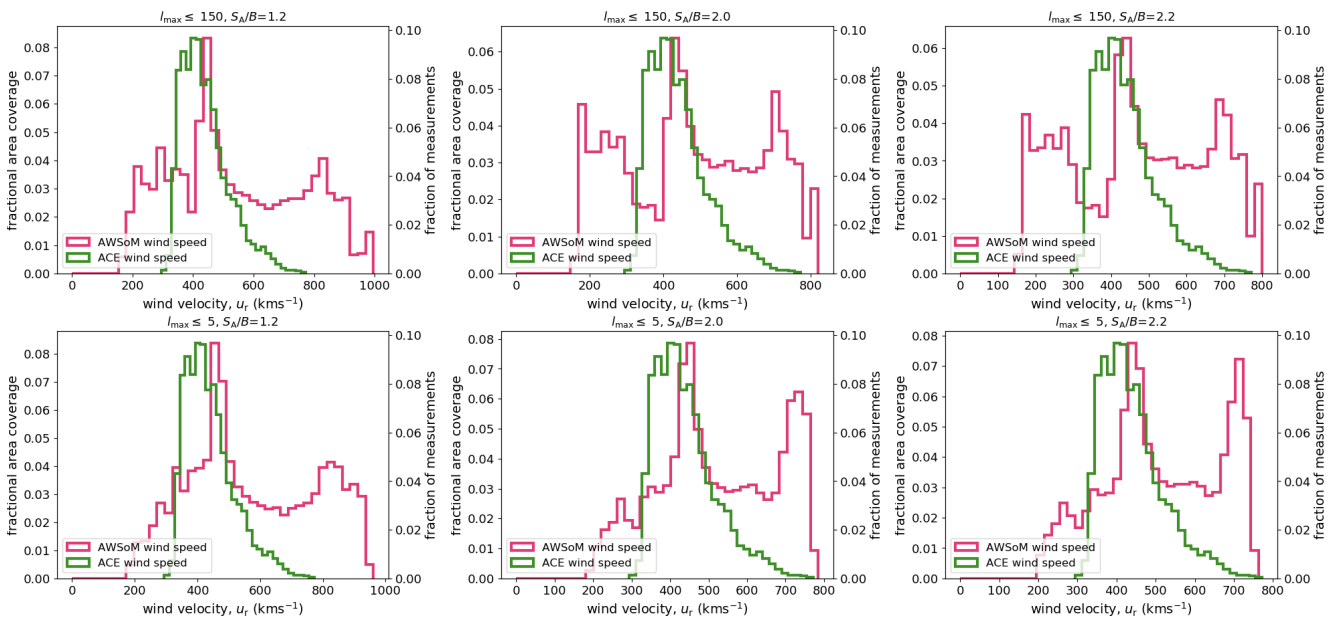 l_max ≤ 150, S_A/B=1.2
fractional area coverage
0.08
0.07
0.06
0.05
0.04
0.03
0.02
0.01
0.00
0.10
0.08
0.06
0.04
0.02
0.00
fraction of measurements
AWSoM wind speed
ACE wind speed
0 200 400 600 800 1000
wind velocity, u_r (kms⁻¹)
l_max ≤ 150, S_A/B=2.0
fractional area coverage
0.06
0.05
0.04
0.03
0.02
0.01
0.00
0.10
0.08
0.06
0.04
0.02
0.00
fraction of measurements
AWSoM wind speed
ACE wind speed
0 100 200 300 400 500 600 700 800
wind velocity, u_r (kms⁻¹)
l_max ≤ 150, S_A/B=2.2
fractional area coverage
0.06
0.05
0.04
0.03
0.02
0.01
0.00
0.10
0.08
0.06
0.04
0.02
0.00
fraction of measurements
AWSoM wind speed
ACE wind speed
0 100 200 300 400 500 600 700 800
wind velocity, u_r (kms⁻¹)
l_max ≤ 5, S_A/B=1.2
fractional area coverage
0.08
0.07
0.06
0.05
0.04
0.03
0.02
0.01
0.00
0.10
0.08
0.06
0.04
0.02
0.00
fraction of measurements
AWSoM wind speed
ACE wind speed
0 200 400 600 800 1000
wind velocity, u_r (kms⁻¹)
l_max ≤ 5, S_A/B=2.0
fractional area coverage
0.08
0.07
0.06
0.05
0.04
0.03
0.02
0.01
0.00
0.10
0.08
0.06
0.04
0.02
0.00
fraction of measurements
AWSoM wind speed
ACE wind speed
0 100 200 300 400 500 600 700 800
wind velocity, u_r (kms⁻¹)
l_max ≤ 5, S_A/B=2.2
fractional area coverage
0.08
0.07
0.06
0.05
0.04
0.03
0.02
0.01
0.00
0.10
0.08
0.06
0.04
0.02
0.00
fraction of measurements
AWSoM wind speed
ACE wind speed
0 100 200 300 400 500 600 700 800
wind velocity, u_r (kms⁻¹)